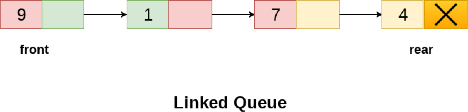 9 1 7 4
front rear
Linked Queue